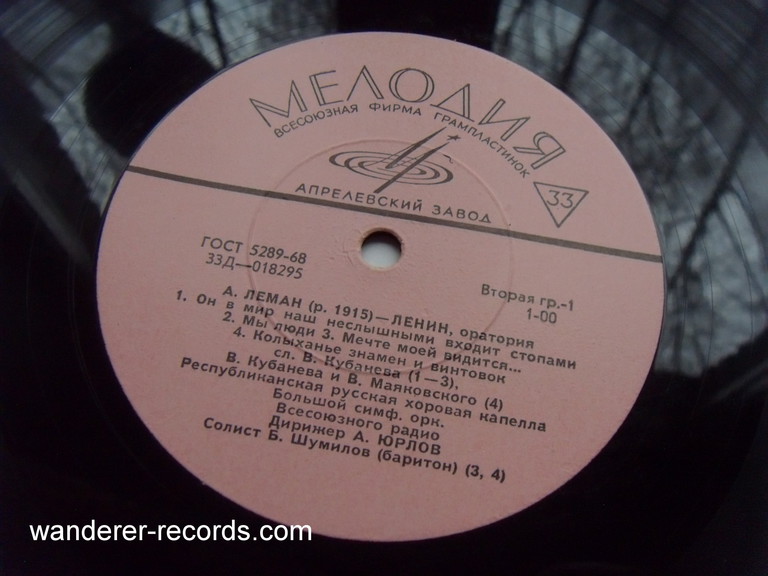 МЕЛОДИЯ
ВСЕСОЮЗНАЯ ФИРМА ГРАМПЛАСТИНОК
33
АПРЕЛЕВСКИЙ ЗАВОД
ГОСТ 5289-68
33Д—018295
Вторая гр.-1
1-00
А. ЛЕМАН (р. 1915)—ЛЕНИН, оратория
1. Он в мир наш неслышными входит стопами
2. Мы люди 3. Мечте моей видится...
4. Колыханье знамен и винтовок
сл. В. Кубанева (1—3),
В. Кубанева и В. Маяковского (4)
Республиканская русская хоровая капелла
Большой симф. орк.
Всесоюзного радио
Дирижер А. ЮРЛОВ
Солист Б. Шумилов (баритон) (3, 4)
wanderer-records.com